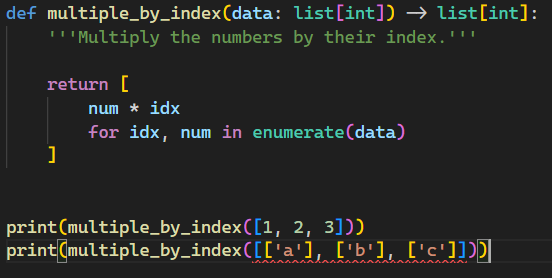 def multiple_by_index(data: list[int]) -> list[int]:
    '''Multiply the numbers by their index.'''
    return [
        num * idx
        for idx, num in enumerate(data)
    ]
print(multiple_by_index([1, 2, 3]))
print(multiple_by_index([['a'], ['b'], ['c']]))